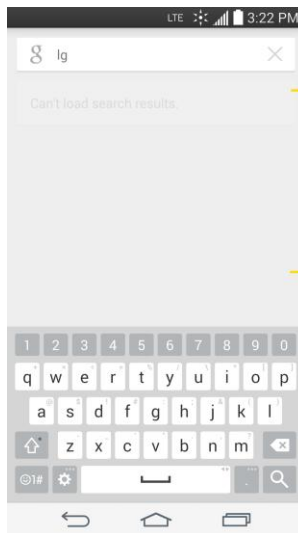 LTE 3:22 PM
g lg
Can't load search results.
1 2 3 4 5 6 7 8 9 0
q w e r t y u i o p
a s d f g h j k l
z x c v b n m
☺1# .